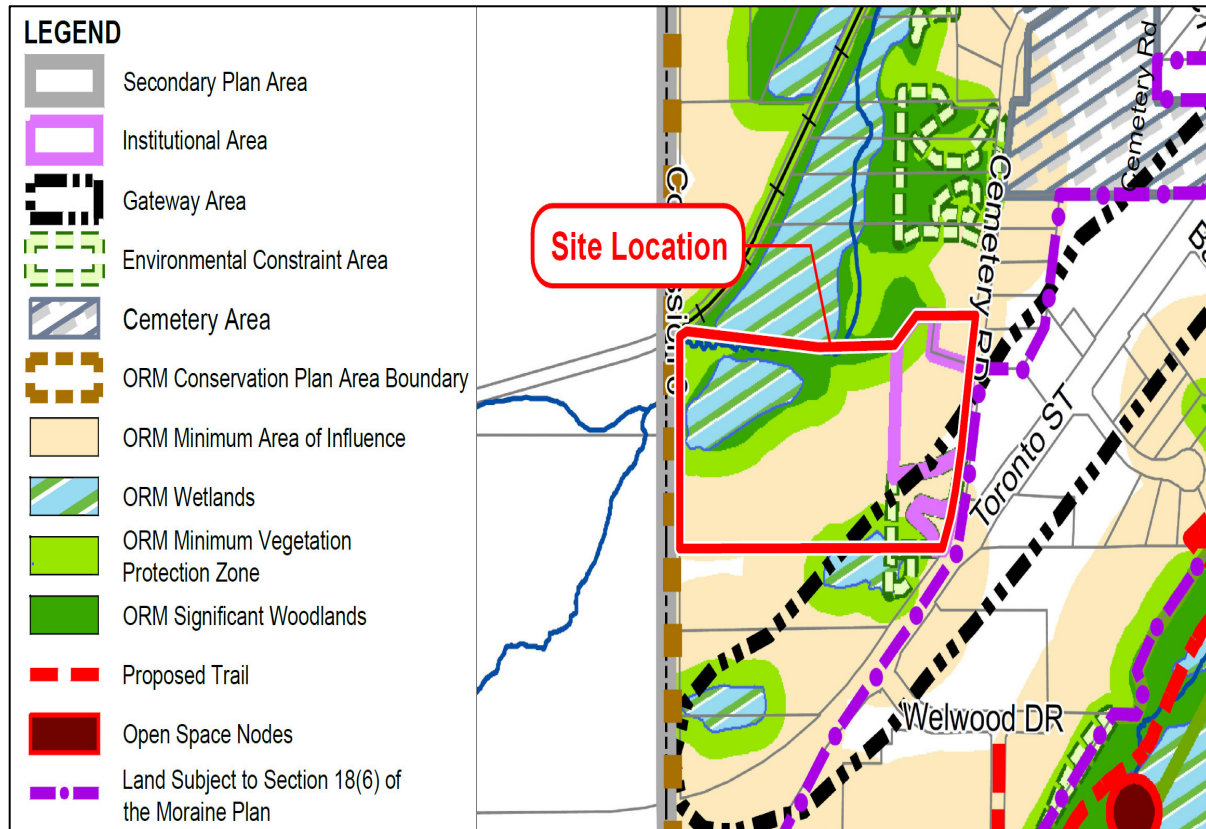 LEGEND
Secondary Plan Area
Institutional Area
Gateway Area
Environmental Constraint Area
Cemetery Area
ORM Conservation Plan Area Boundary
ORM Minimum Area of Influence
ORM Wetlands
ORM Minimum Vegetation
Protection Zone
ORM Significant Woodlands
Proposed Trail
Open Space Nodes
Land Subject to Section 18(6) of
the Moraine Plan
Cemetery Rd
Site Location
Cemetery RD
Toronto ST
Welwood DR